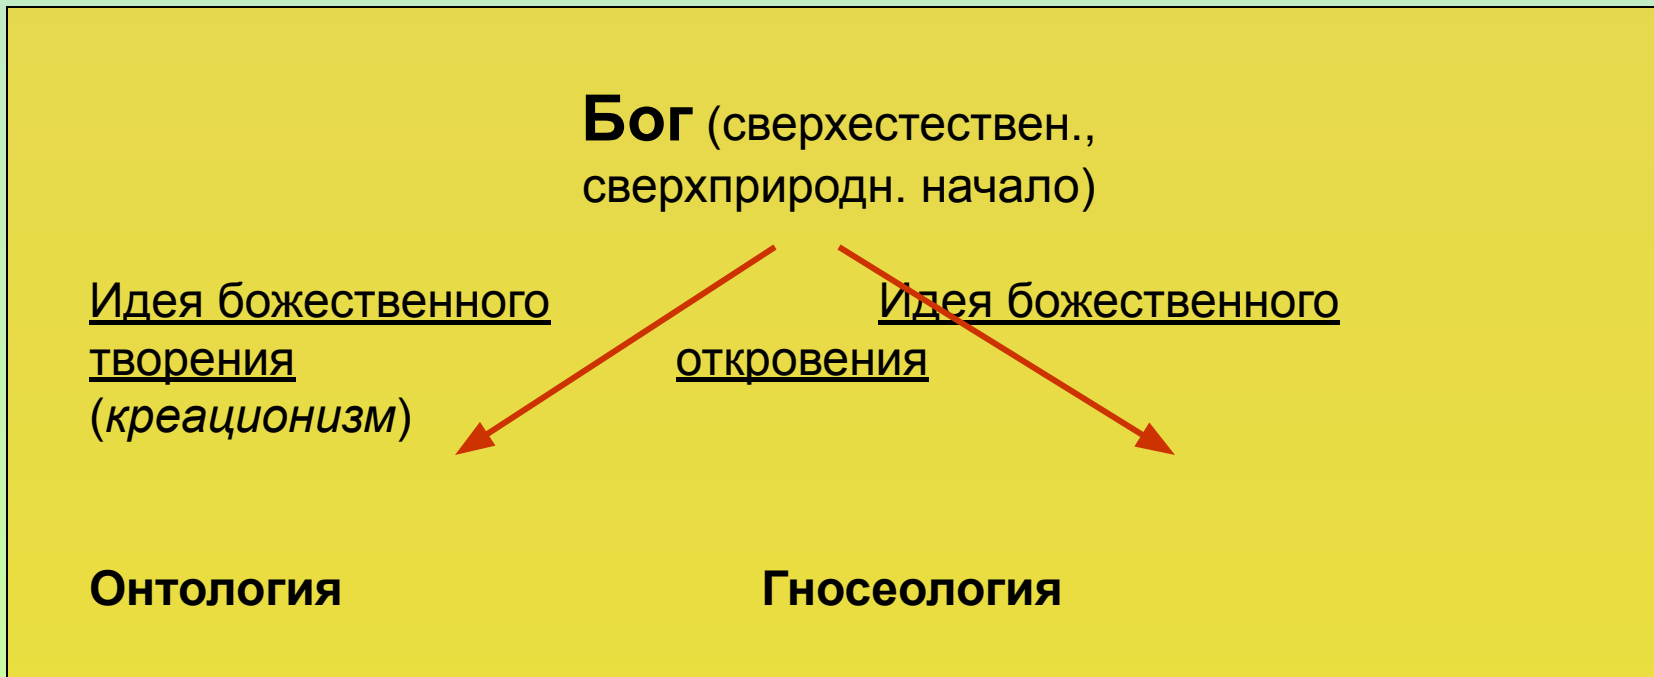 Бог (сверхестествен.,
сверхприродн. начало)
Идея божественного Идея божественного
творения откровения
(креационизм)
Онтология Гносеология